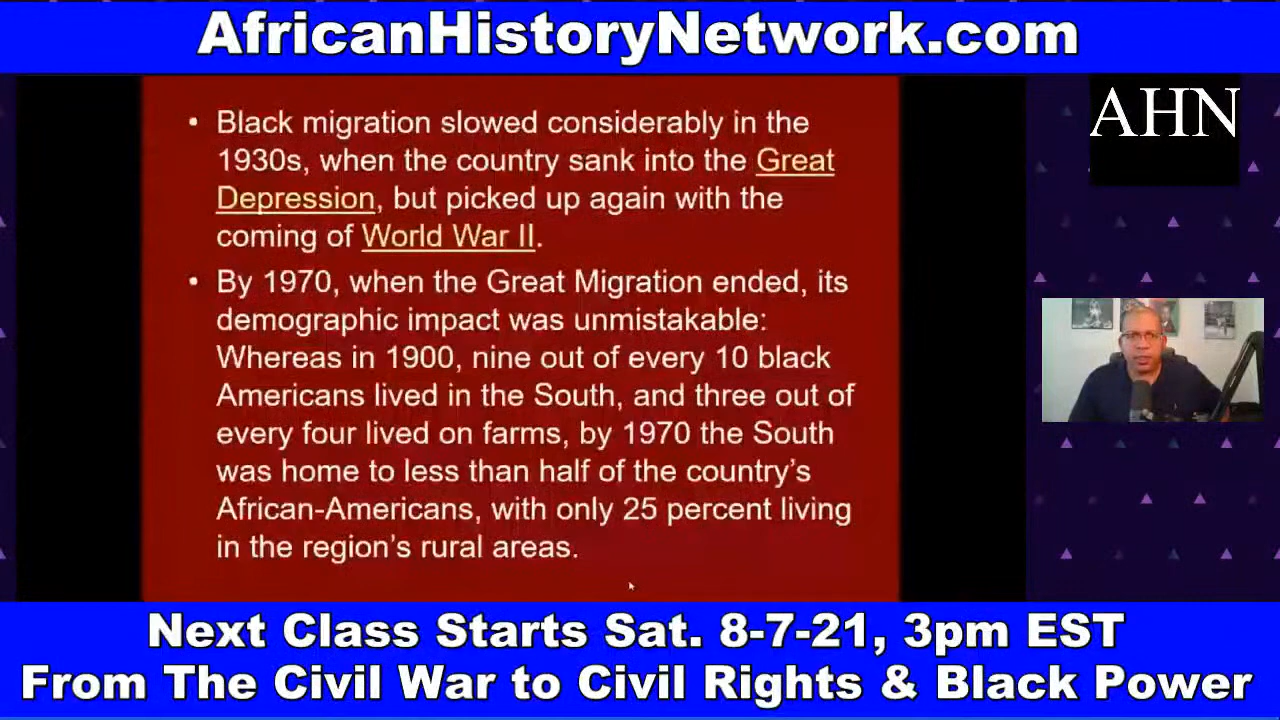 AfricanHistoryNetwork.com
AHN
• Black migration slowed considerably in the
1930s, when the country sank into the Great
Depression, but picked up again with the
coming of World War II.
• By 1970, when the Great Migration ended, its
demographic impact was unmistakable:
Whereas in 1900, nine out of every 10 black
Americans lived in the South, and three out of
every four lived on farms, by 1970 the South
was home to less than half of the country’s
African-Americans, with only 25 percent living
in the region’s rural areas.
Next Class Starts Sat. 8-7-21, 3pm EST
From The Civil War to Civil Rights & Black Power